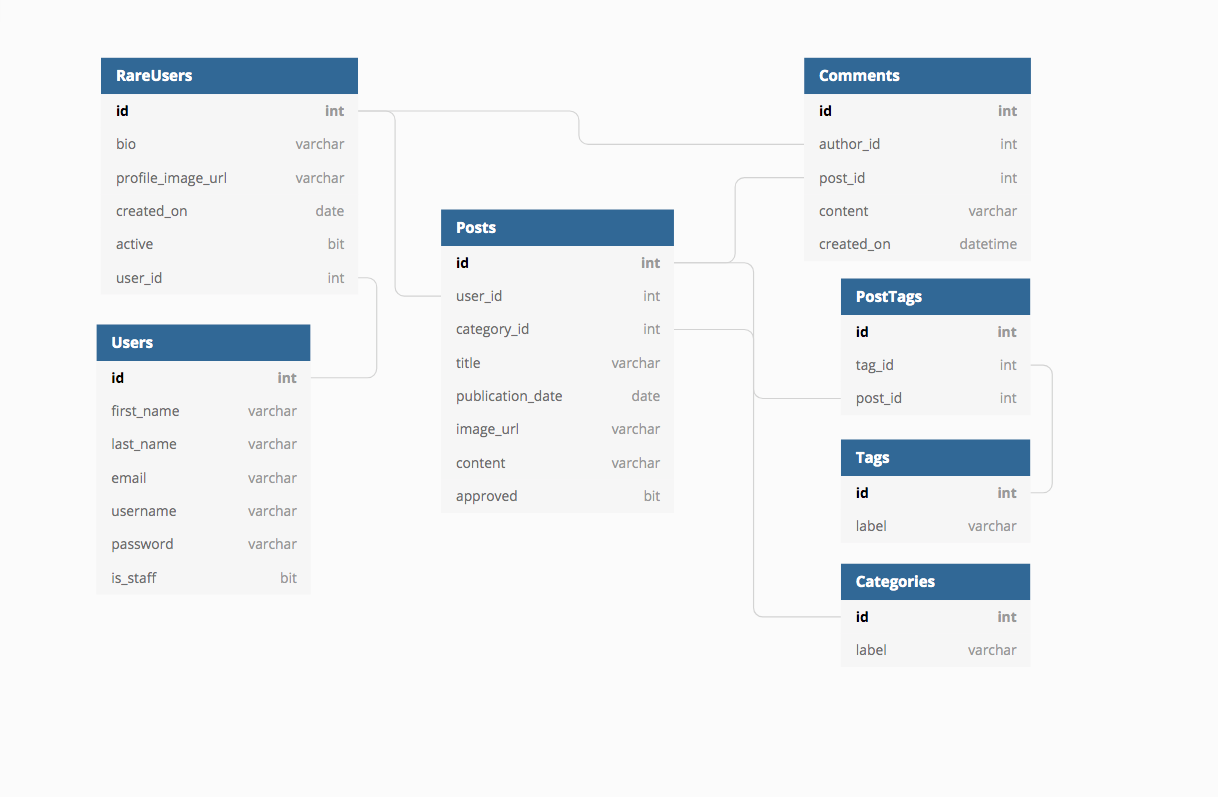 RareUsers
id int
bio varchar
profile_image_url varchar
created_on date
active bit
user_id int
Users
id int
first_name varchar
last_name varchar
email varchar
username varchar
password varchar
is_staff bit
Posts
id int
user_id int
category_id int
title varchar
publication_date date
image_url varchar
content varchar
approved bit
Comments
id int
author_id int
post_id int
content varchar
created_on datetime
PostTags
id int
tag_id int
post_id int
Tags
id int
label varchar
Categories
id int
label varchar